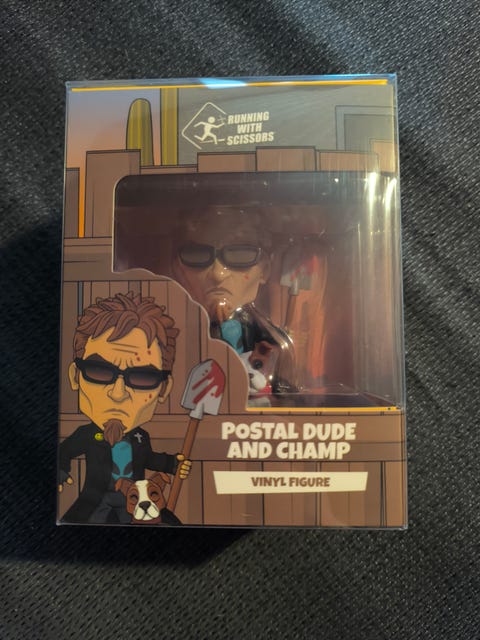 RUNNING
WITH
SCISSORS
POSTAL DUDE
AND CHAMP
VINYL FIGURE